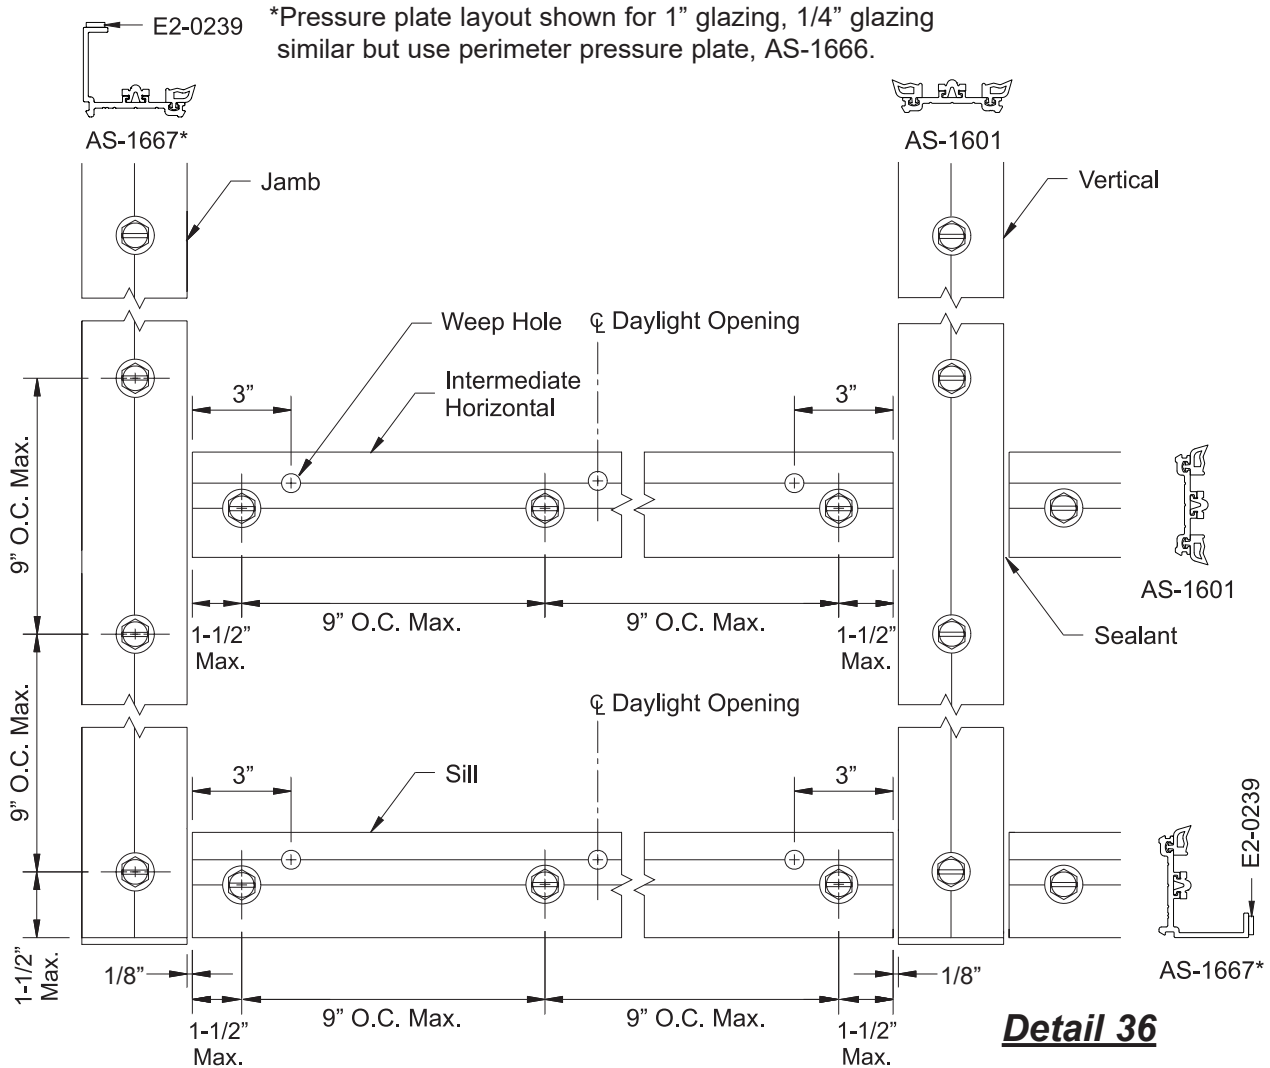 *Pressure plate layout shown for 1” glazing, 1/4” glazing
similar but use perimeter pressure plate, AS-1666.
E2-0239
AS-1667*
AS-1601
Jamb
Vertical
Weep Hole
℄ Daylight Opening
Intermediate
Horizontal
3”
3”
9” O.C. Max.
AS-1601
9” O.C. Max.
9” O.C. Max.
1-1/2”
Max.
1-1/2”
Max.
Sealant
℄ Daylight Opening
9” O.C. Max.
3”
Sill
3”
E2-0239
1-1/2”
Max.
1/8”
1/8”
AS-1667*
9” O.C. Max.
9” O.C. Max.
1-1/2”
Max.
1-1/2”
Max.
Detail 36